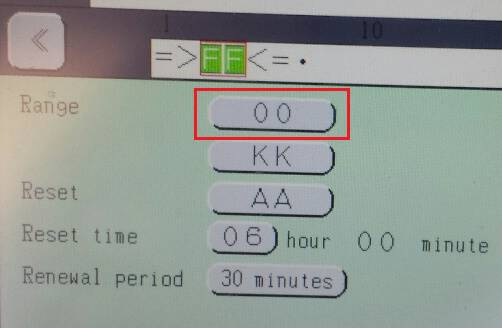 1 10
=>FF<=・
Range 00
KK
Reset AA
Reset time 06 hour 00 minute
Renewal period 30 minutes